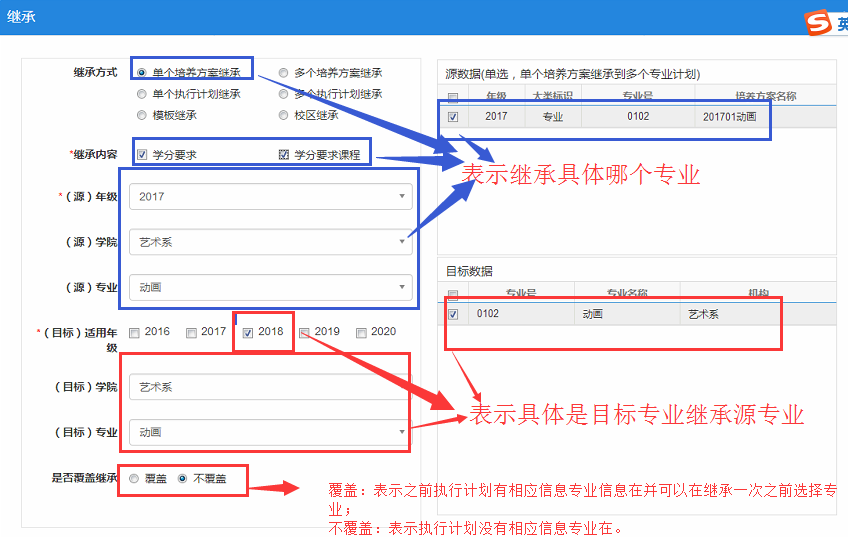 继承
英
继承方式
单个培养方案继承
多个培养方案继承
单个执行计划继承
多个执行计划继承
模板继承
校区继承
*继承内容
学分要求
学分要求课程
*（源）年级
2017
（源）学院
艺术系
（源）专业
动画
*（目标）适用年
级
2016
2017
2018
2019
2020
（目标）学院
艺术系
（目标）专业
动画
是否覆盖继承
覆盖
不覆盖
源数据(单选，单个培养方案继承到多个专业计划)
年级 大类标识 专业号 培养方案名称
2017 专业 0102 201701动画
表示继承具体哪个专业
目标数据
专业号 专业名称 机构
0102 动画 艺术系
表示具体是目标专业继承源专业
覆盖：表示之前执行计划有相应信息专业信息在并可以在继承一次之前选择专
业；
不覆盖：表示执行计划没有相应信息专业在。